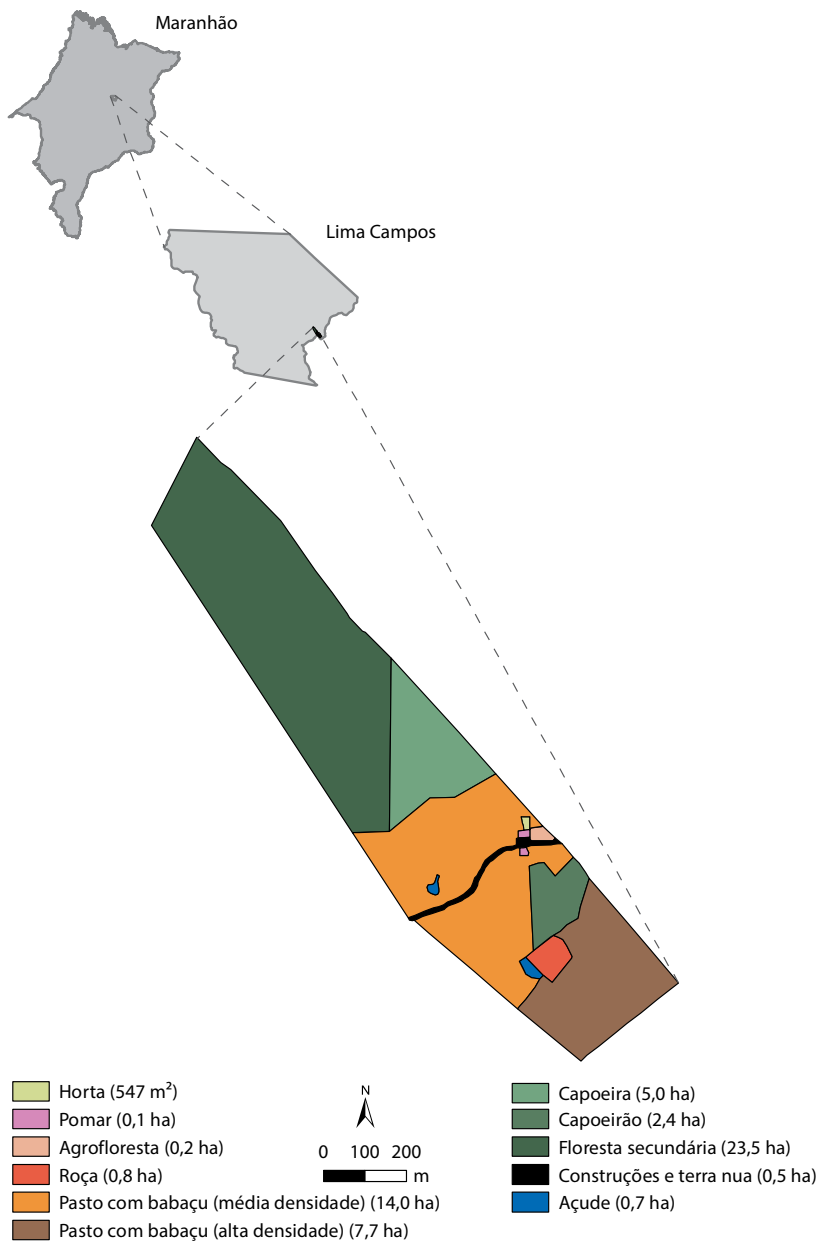 Maranhão
Lima Campos
Horta (547 m²)
Pomar (0,1 ha)
Agrofloresta (0,2 ha)
Roça (0,8 ha)
Pasto com babaçu (média densidade) (14,0 ha)
Pasto com babaçu (alta densidade) (7,7 ha)
N
0 100 200
m
Capoeira (5,0 ha)
Capoeirão (2,4 ha)
Floresta secundária (23,5 ha)
Construções e terra nua (0,5 ha)
Açude (0,7 ha)